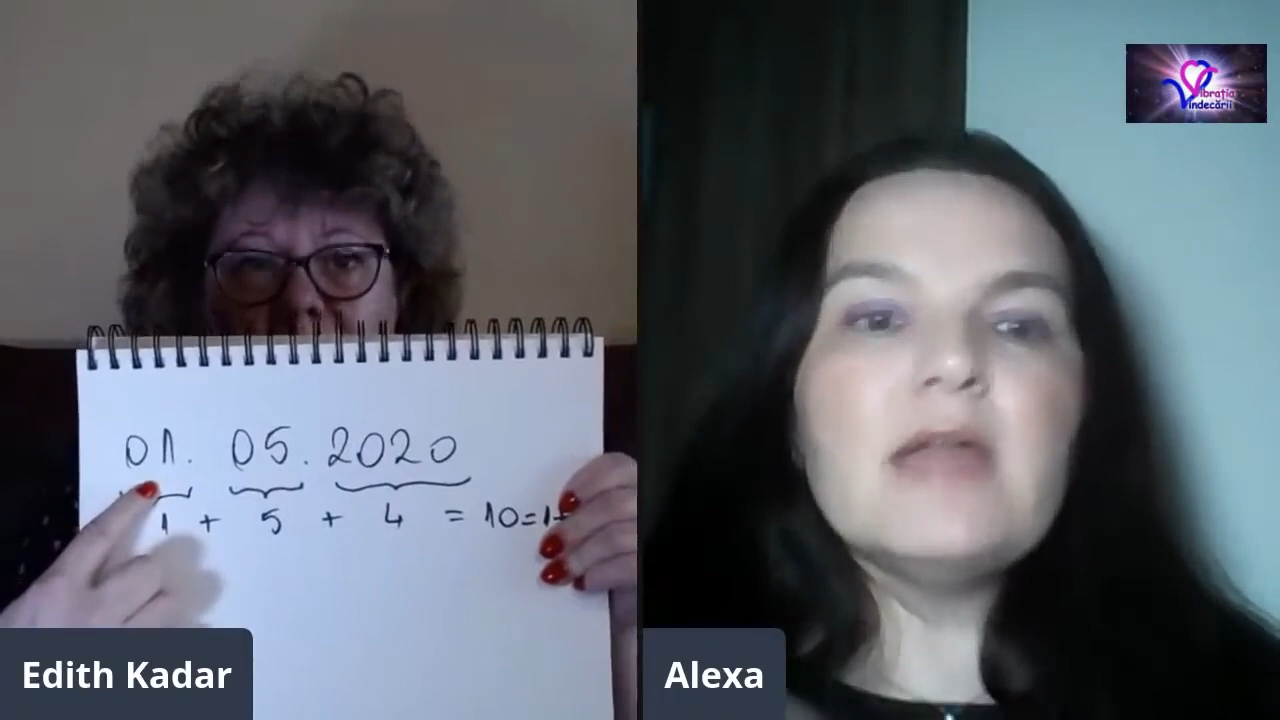 01. 05. 2020
1 + 5 + 4 = 10=1+
Edith Kadar
Alexa
Vibrația
Vindecării